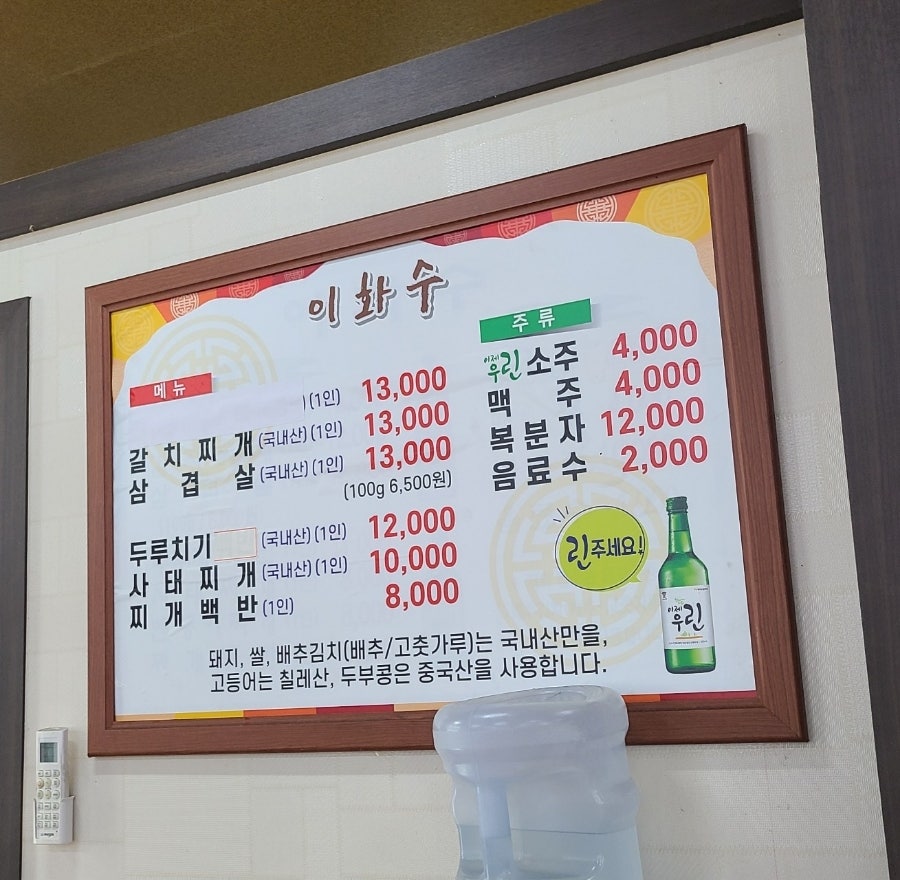 이화수
메뉴
(1인) 13,000
갈치찌개 (국내산) (1인) 13,000
삼겹살 (국내산) (1인) 13,000
(100g 6,500원)
두루치기 (국내산) (1인) 12,000
사태찌개 (국내산) (1인) 10,000
찌개백반 (1인) 8,000
주류
이제우린 소주 4,000
맥주 4,000
복분자 12,000
음료수 2,000
린주세요!
이제
우린
돼지, 쌀, 배추김치(배추/고춧가루)는 국내산만을,
고등어는 칠레산, 두부콩은 중국산을 사용합니다.